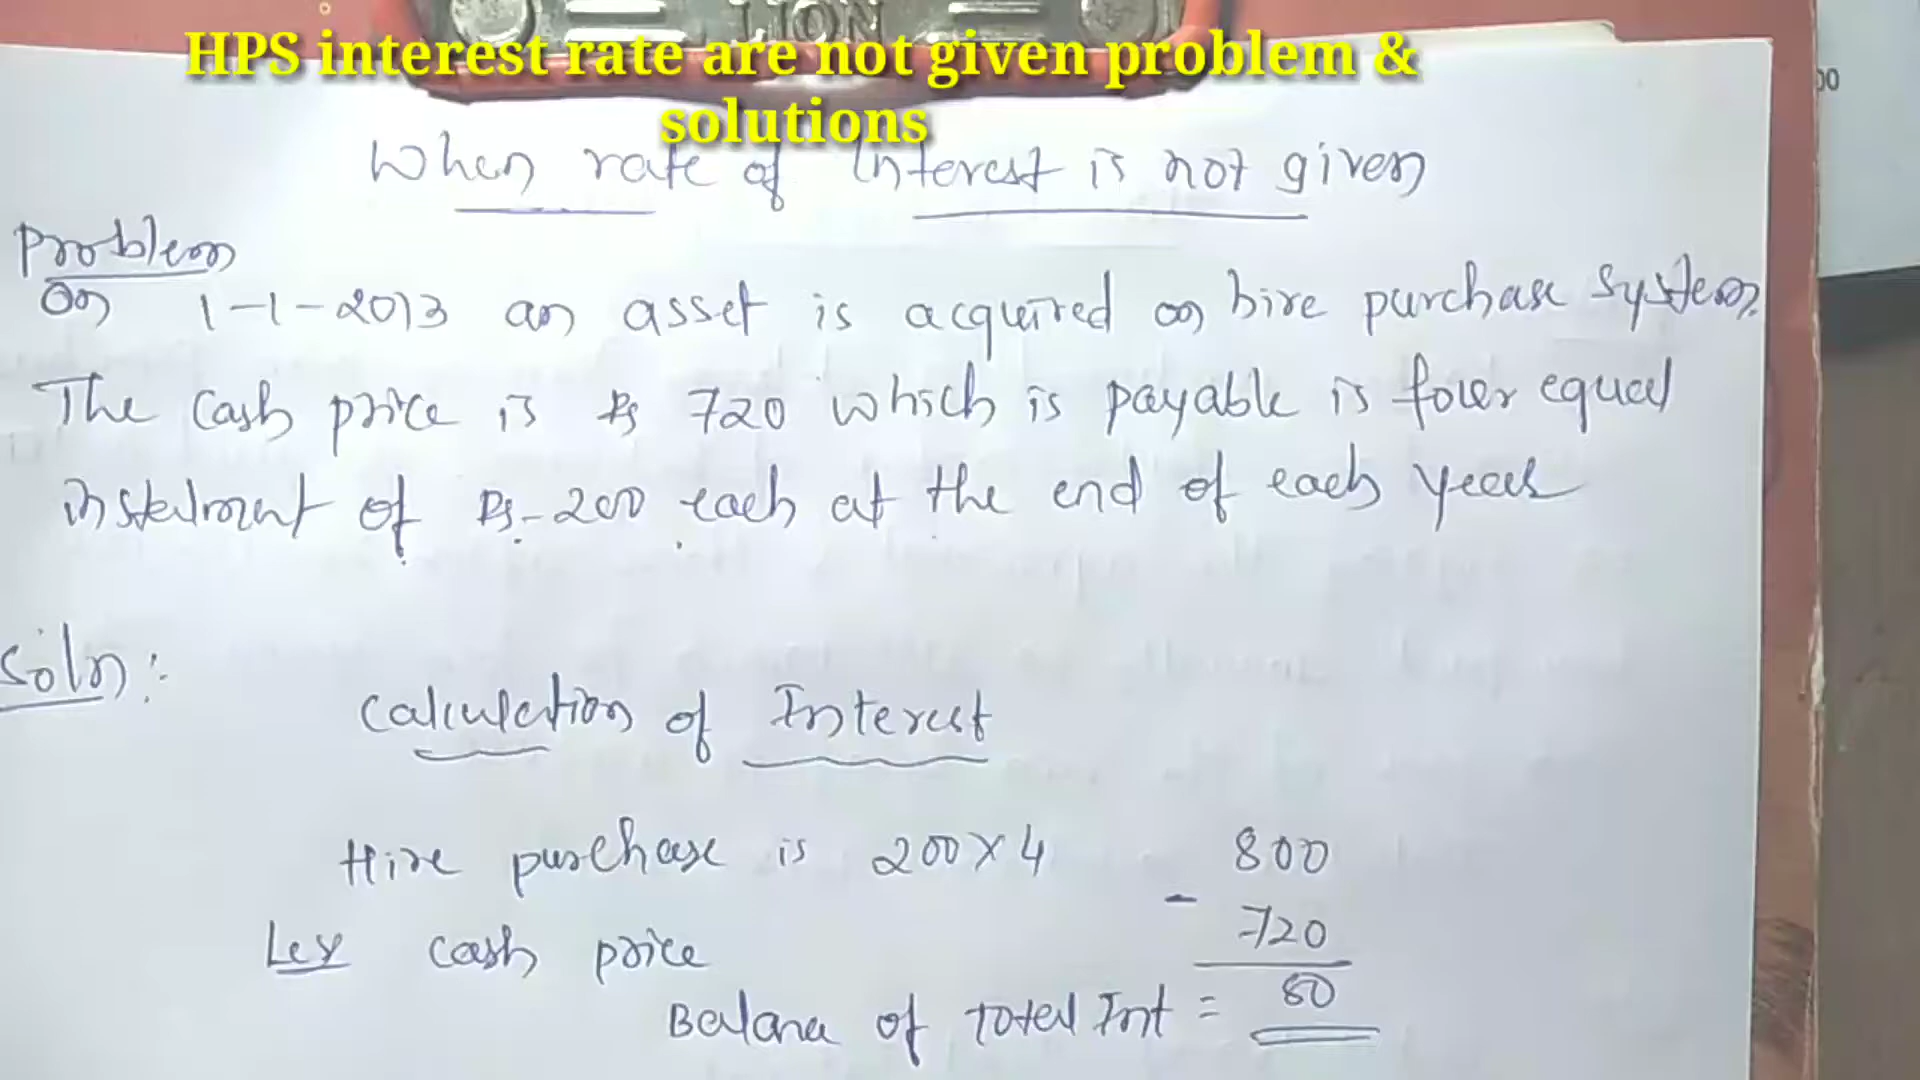 LION
HPS interest rate are not given problem &
solutions
When rate of Interest is not given
Problem
On 1-1-2013 an asset is acquired on hire purchase system.
The Cash price is Rs 720 which is payable is four equal
instalment of Rs-200 each at the end of each year
Soln:
Calculation of Interest
Hire purchase is 200 x 4 800
Less cash price - 720
Balance of Total Int = 80